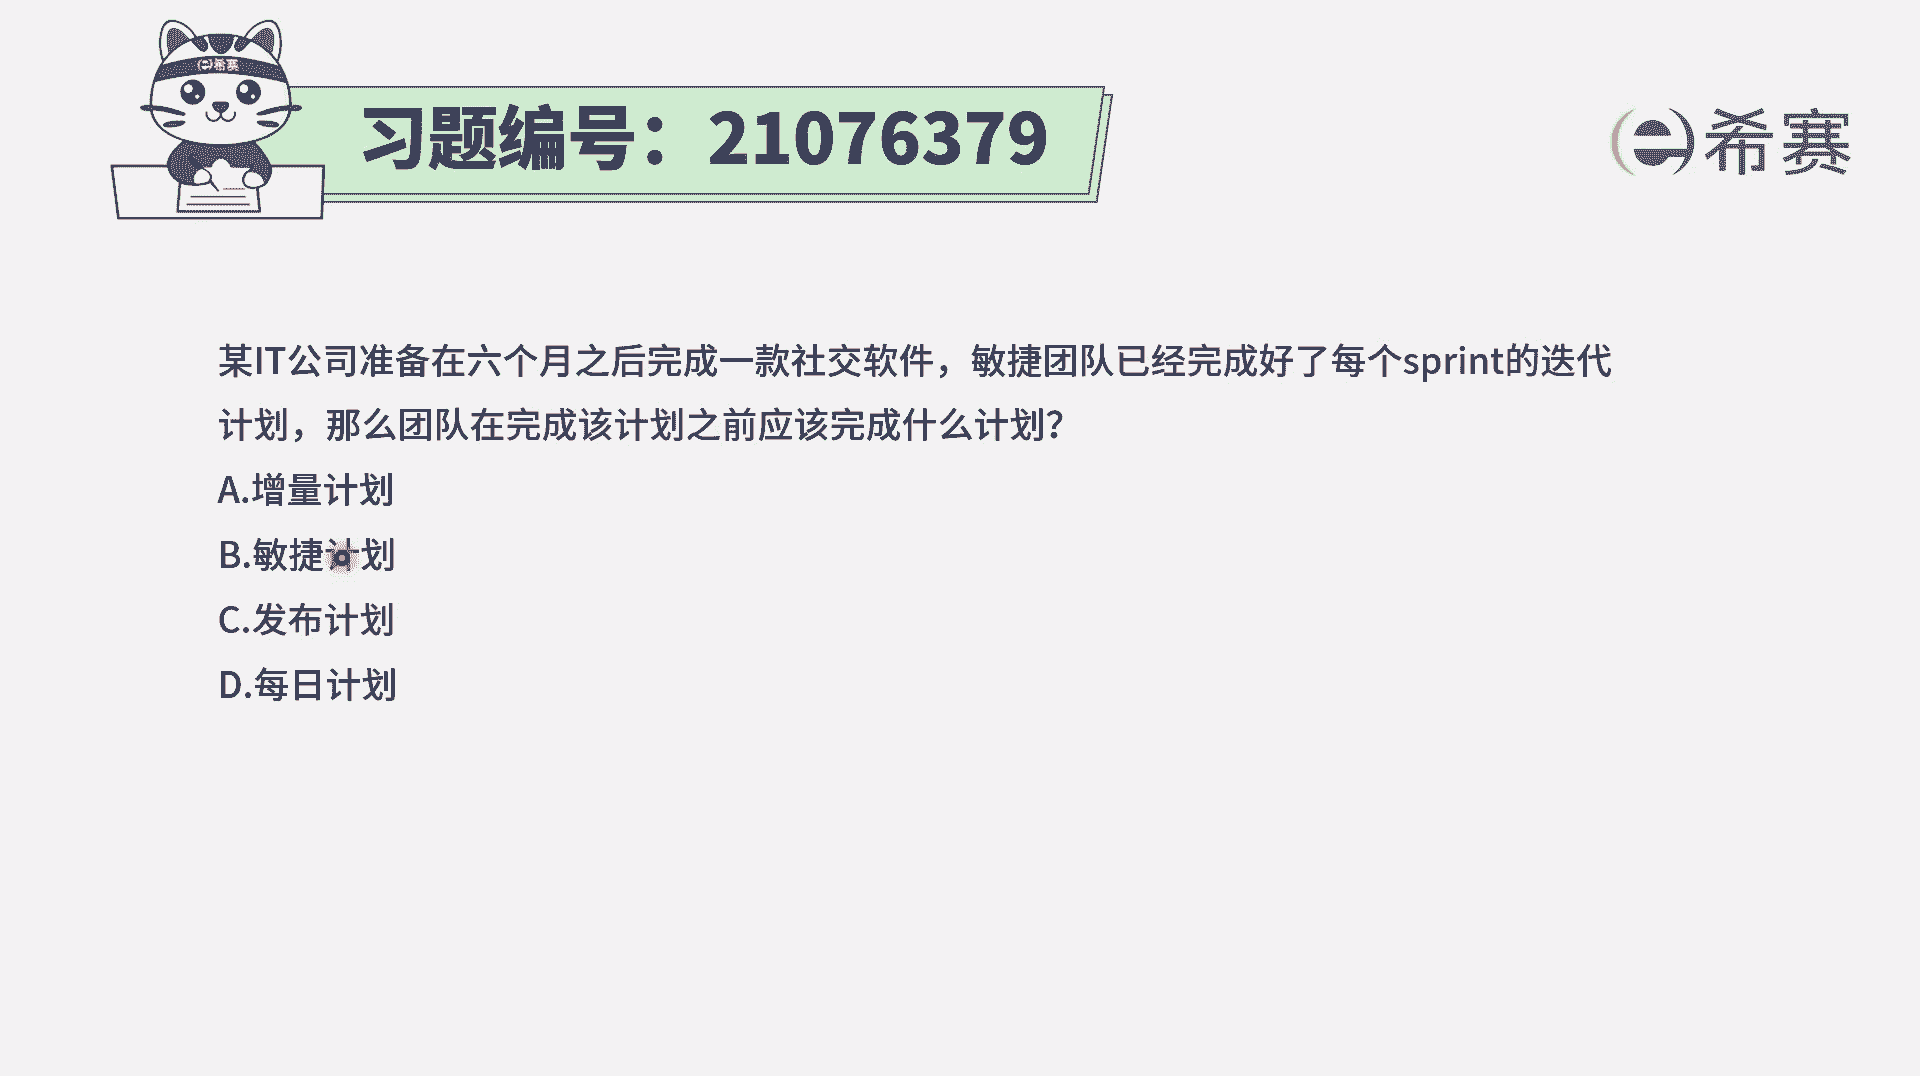 希赛
习题编号：21076379
希赛
某IT公司准备在六个月之后完成一款社交软件，敏捷团队已经完成好了每个sprint的迭代
计划，那么团队在完成该计划之前应该完成什么计划？
A.增量计划
B.敏捷计划
C.发布计划
D.每日计划